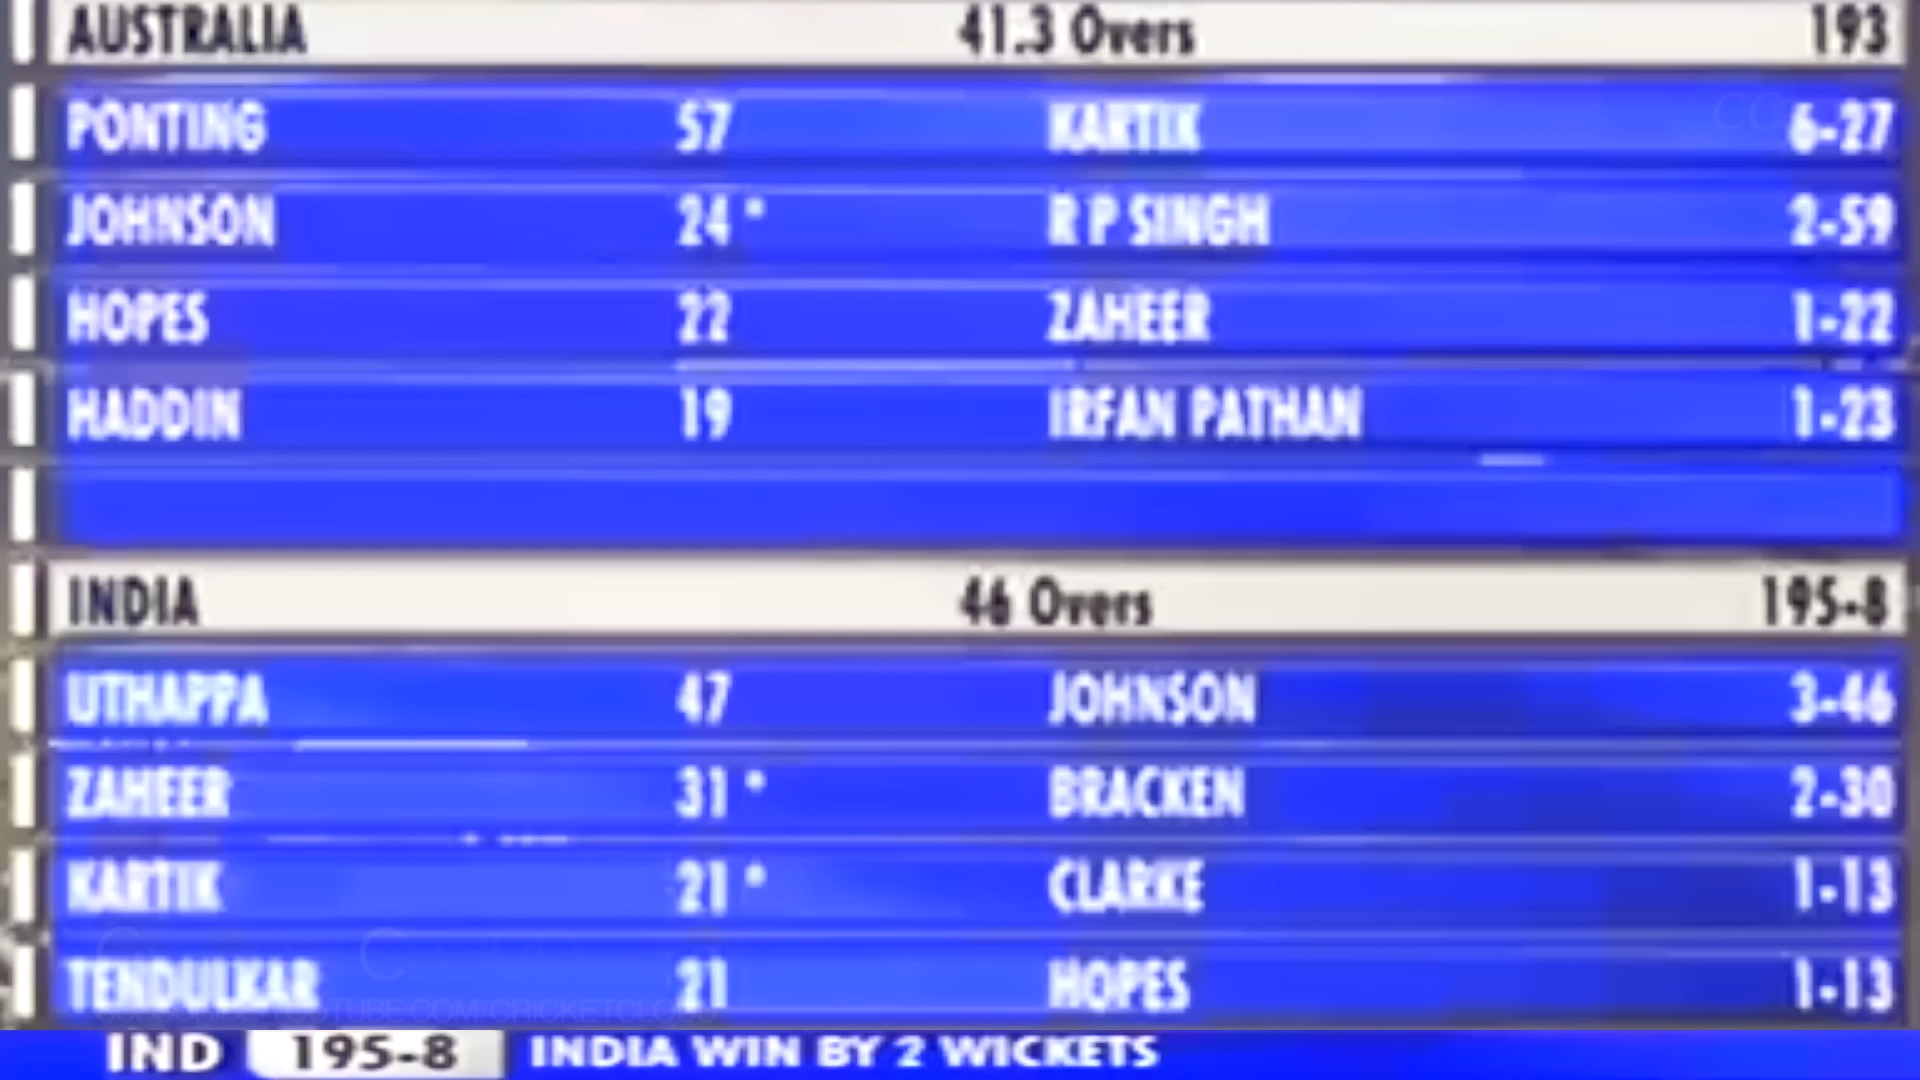 AUSTRALIA 41.3 Overs 193
PONTING 57 KARTIK 6-27
JOHNSON 24* R P SINGH 2-59
HOPES 22 ZAHEER 1-22
HADDIN 19 IRFAN PATHAN 1-23
INDIA 46 Overs 195-8
UTHAPPA 47 JOHNSON 3-46
ZAHEER 31* BRACKEN 2-30
KARTIK 21* CLARKE 1-13
TENDULKAR 21 HOPES 1-13
IND 195-8 INDIA WIN BY 2 WICKETS